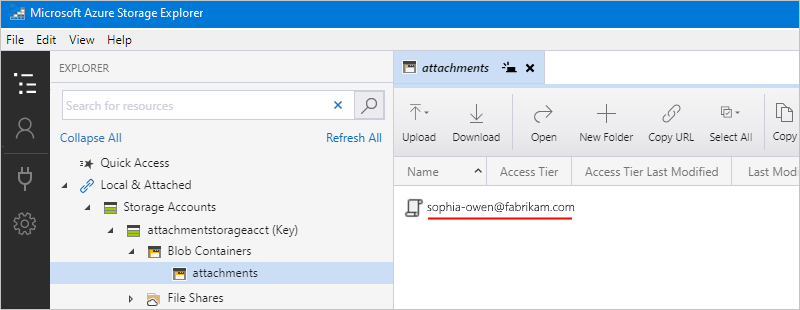 Microsoft Azure Storage Explorer
File Edit View Help
EXPLORER
Search for resources
Collapse All Refresh All
Quick Access
Local & Attached
Storage Accounts
attachmentstorageacct (Key)
Blob Containers
attachments
File Shares
attachments
Upload Download Open New Folder Copy URL Select All Copy
Name Access Tier Access Tier Last Modified Last Modi
sophia-owen@fabrikam.com